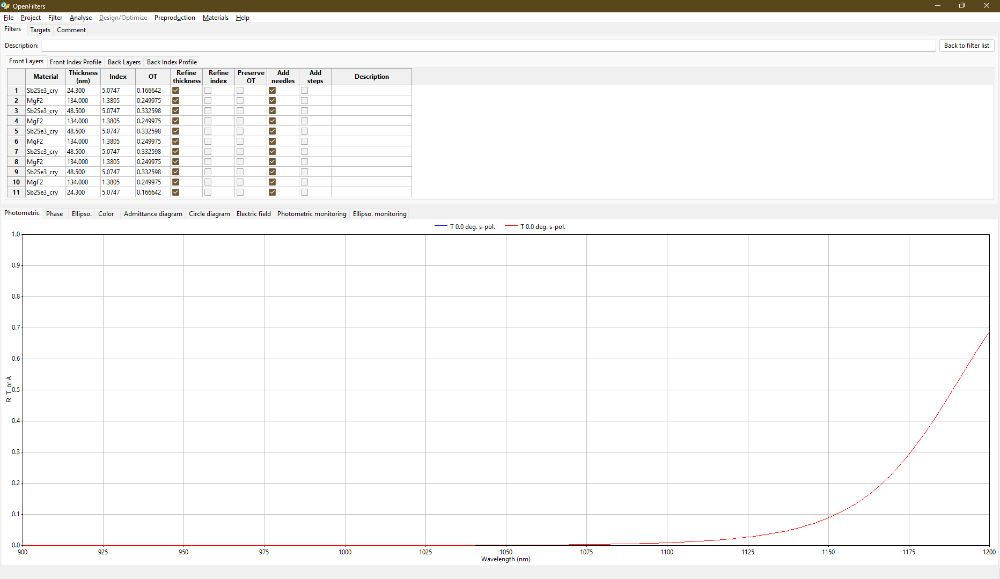 OpenFilters
File Project Filter Analyse Design/Optimize Preproduction Materials Help
Filters Targets Comment
Description: Back to filter list
Front Layers Front Index Profile Back Layers Back Index Profile
Material Thickness (nm) Index OT Refine thickness Refine index Preserve OT Add needles Add steps Description
1 Sb2Se3_cry 24.300 5.0747 0.166642
2 MgF2 134.000 1.3805 0.249975
3 Sb2Se3_cry 48.500 5.0747 0.332598
4 MgF2 134.000 1.3805 0.249975
5 Sb2Se3_cry 48.500 5.0747 0.332598
6 MgF2 134.000 1.3805 0.249975
7 Sb2Se3_cry 48.500 5.0747 0.332598
8 MgF2 134.000 1.3805 0.249975
9 Sb2Se3_cry 48.500 5.0747 0.332598
10 MgF2 134.000 1.3805 0.249975
11 Sb2Se3_cry 24.300 5.0747 0.166642
Photometric Phase Ellipso. Color Admittance diagram Circle diagram Electric field Photometric monitoring Ellipso. monitoring
T 0.0 deg. s-pol. T 0.0 deg. s-pol.
1.0
0.9
0.8
0.7
0.6
R, T, or A
0.5
0.4
0.3
0.2
0.1
0.0
900 925 950 975 1000 1025 1050 1075 1100 1125 1150 1175 1200
Wavelength (nm)